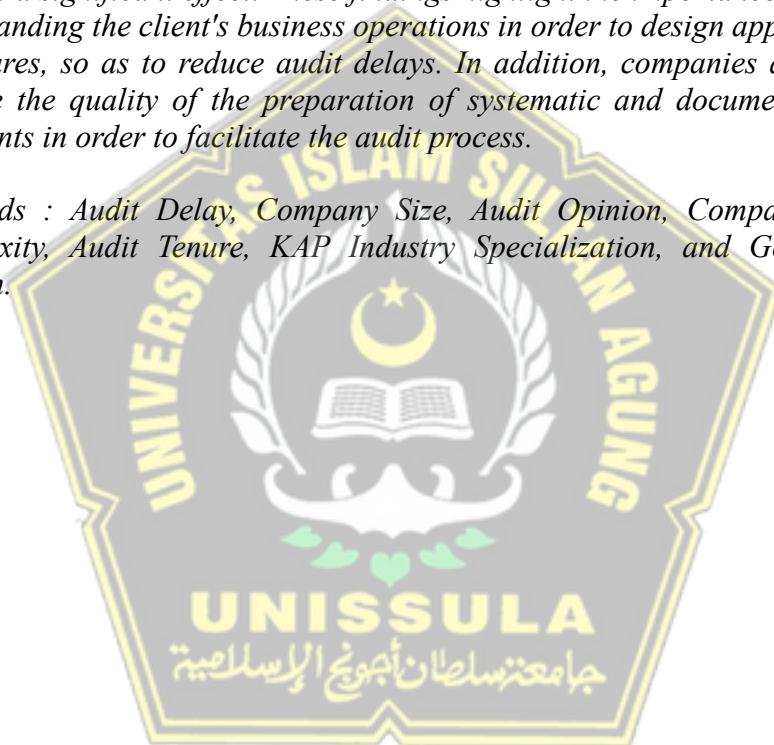 a significant effect. These findings highlight the importance
anding the client's business operations in order to design app
ures, so as to reduce audit delays. In addition, companies a
e the quality of the preparation of systematic and docume
nts in order to facilitate the audit process.
ds : Audit Delay, Company Size, Audit Opinion, Compa
xity, Audit Tenure, KAP Industry Specialization, and Go
n.
UNIVERSITAS ISLAM SULTAN AGUNG
UNISSULA
جامعة سلطان أجونج الإسلامية